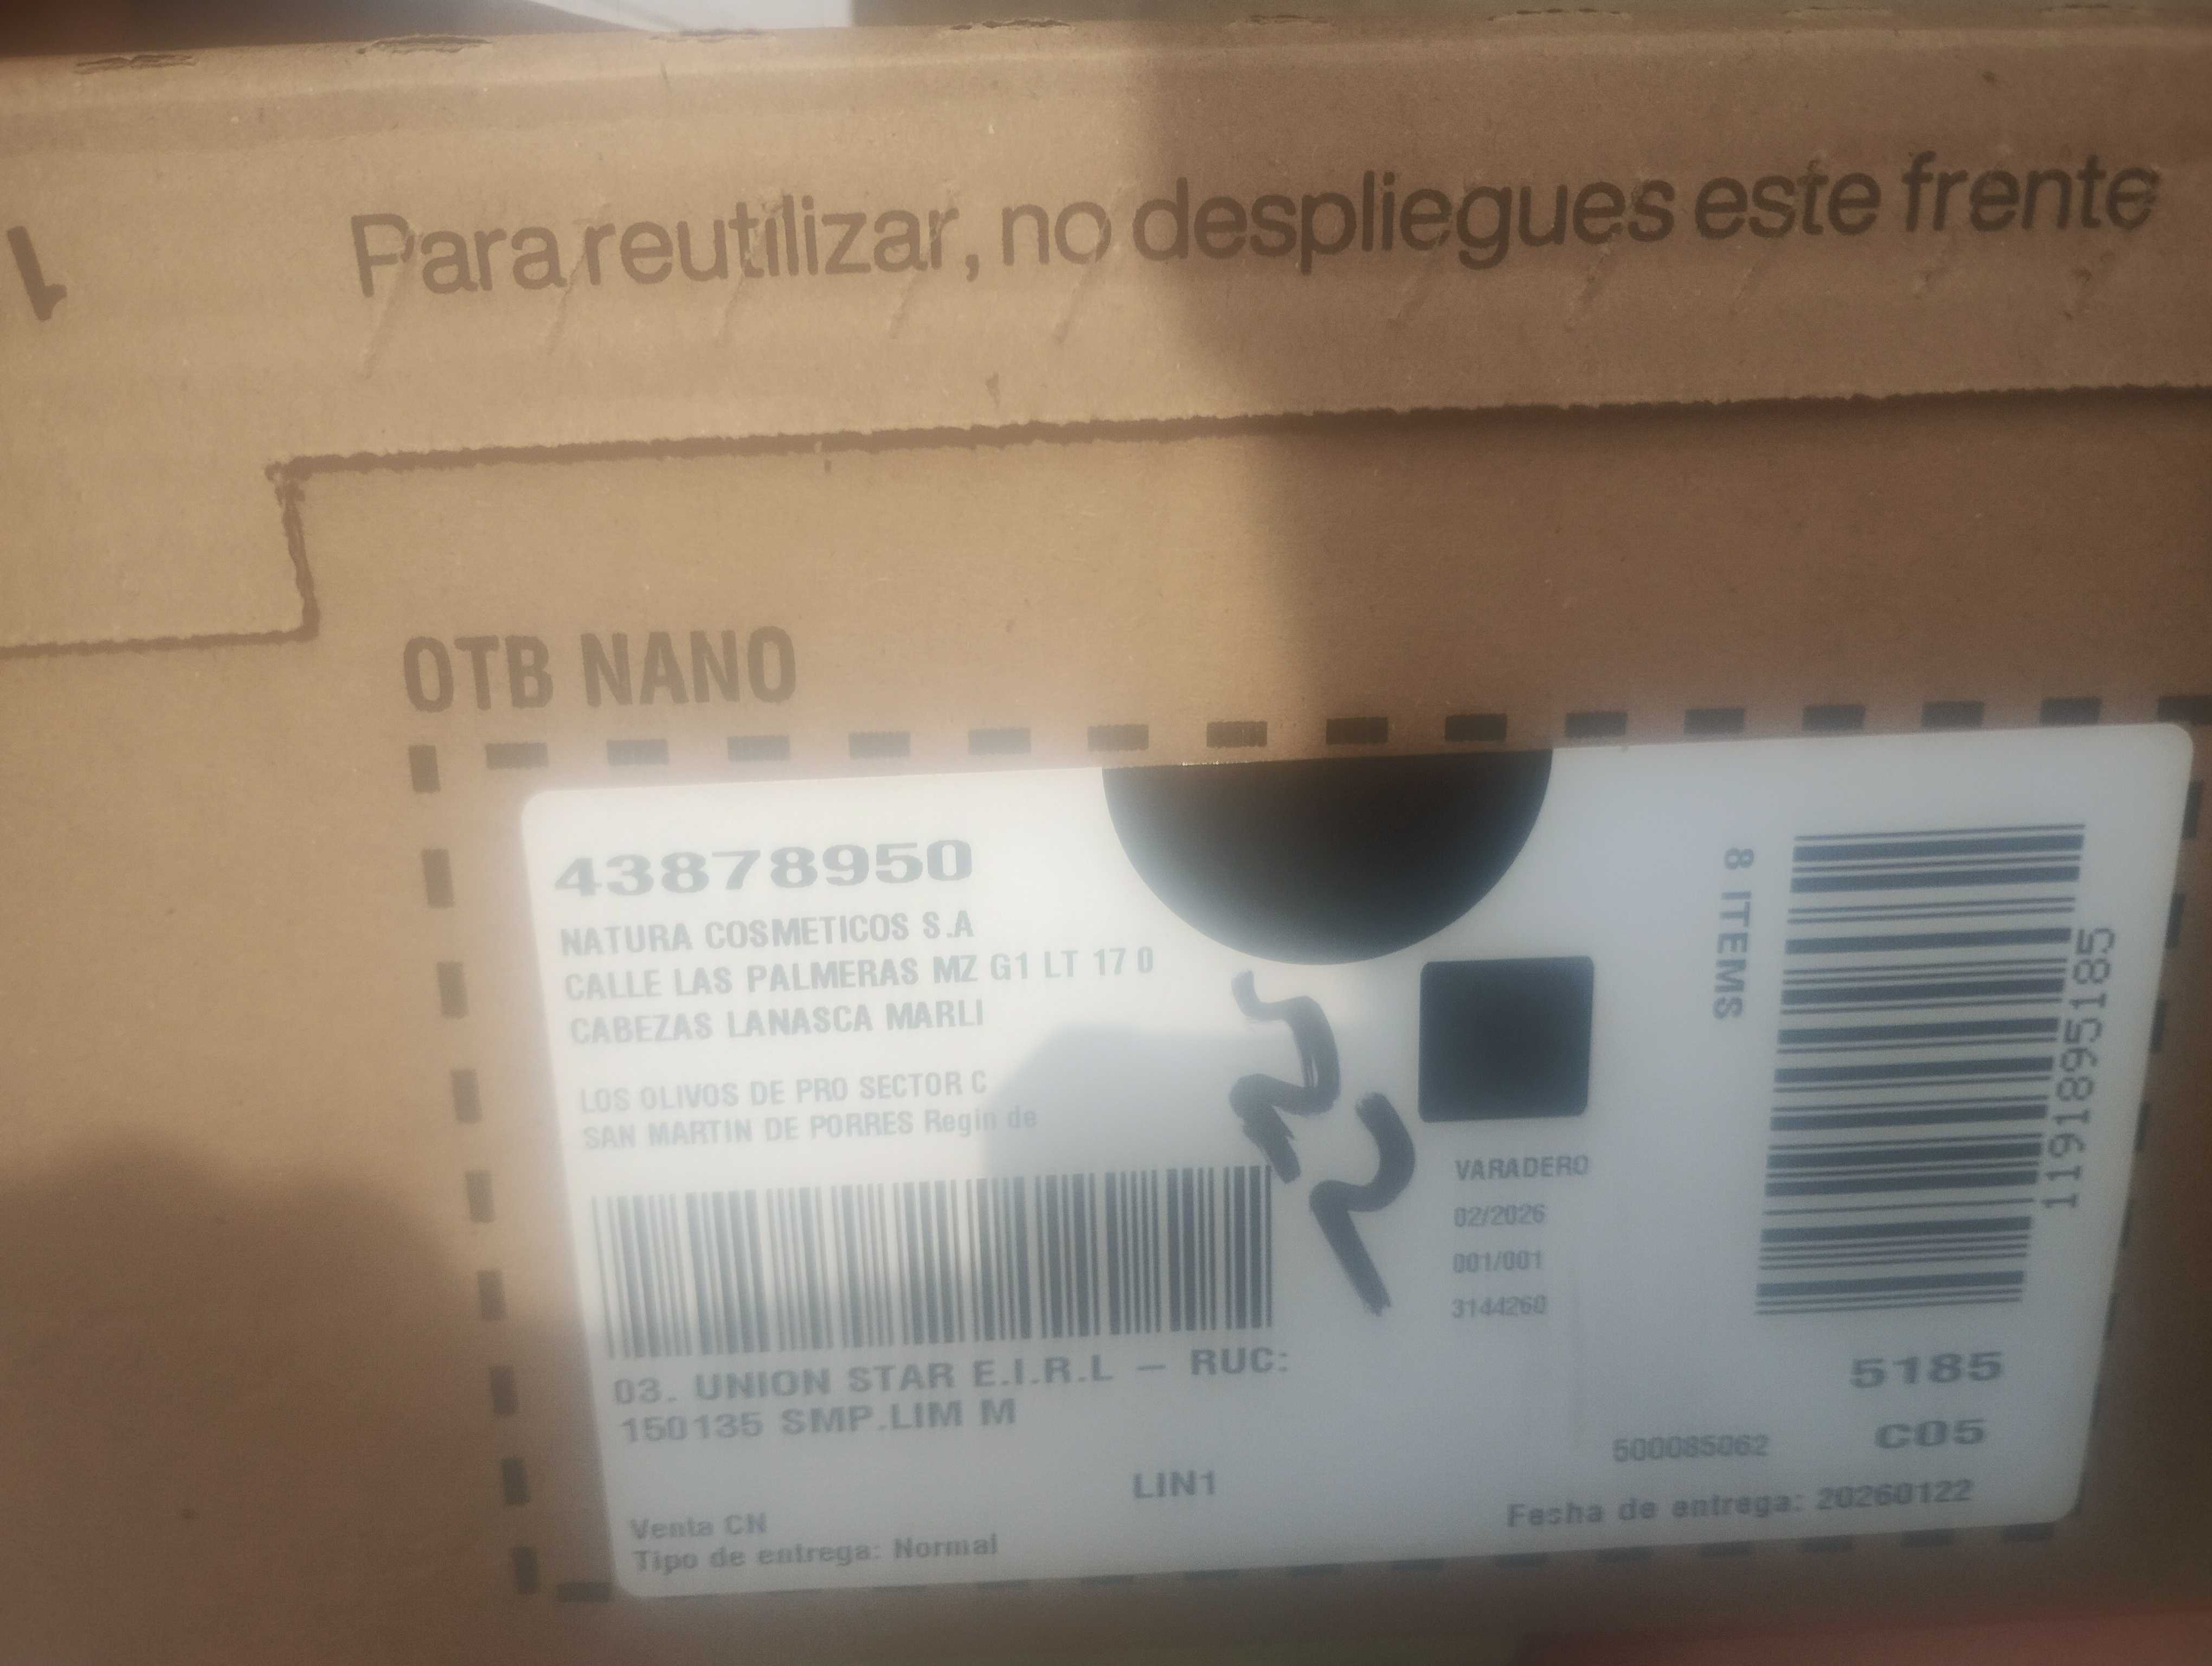 1
Para reutilizar, no despliegues este frente
OTB NANO
43878950
NATURA COSMETICOS S.A
CALLE LAS PALMERAS MZ G1 LT 17 0
CABEZAS LANASCA MARLI
LOS OLIVOS DE PRO SECTOR C
SAN MARTIN DE PORRES Regin de
03. UNION STAR E.I.R.L — RUC:
150135 SMP.LIM M
LIN1
Venta CN
Tipo de entrega: Normal
VARADERO
02/2026
001/001
3144260
8 ITEMS
1191895185
5185
C05
500085062
Fecha de entrega: 20260122